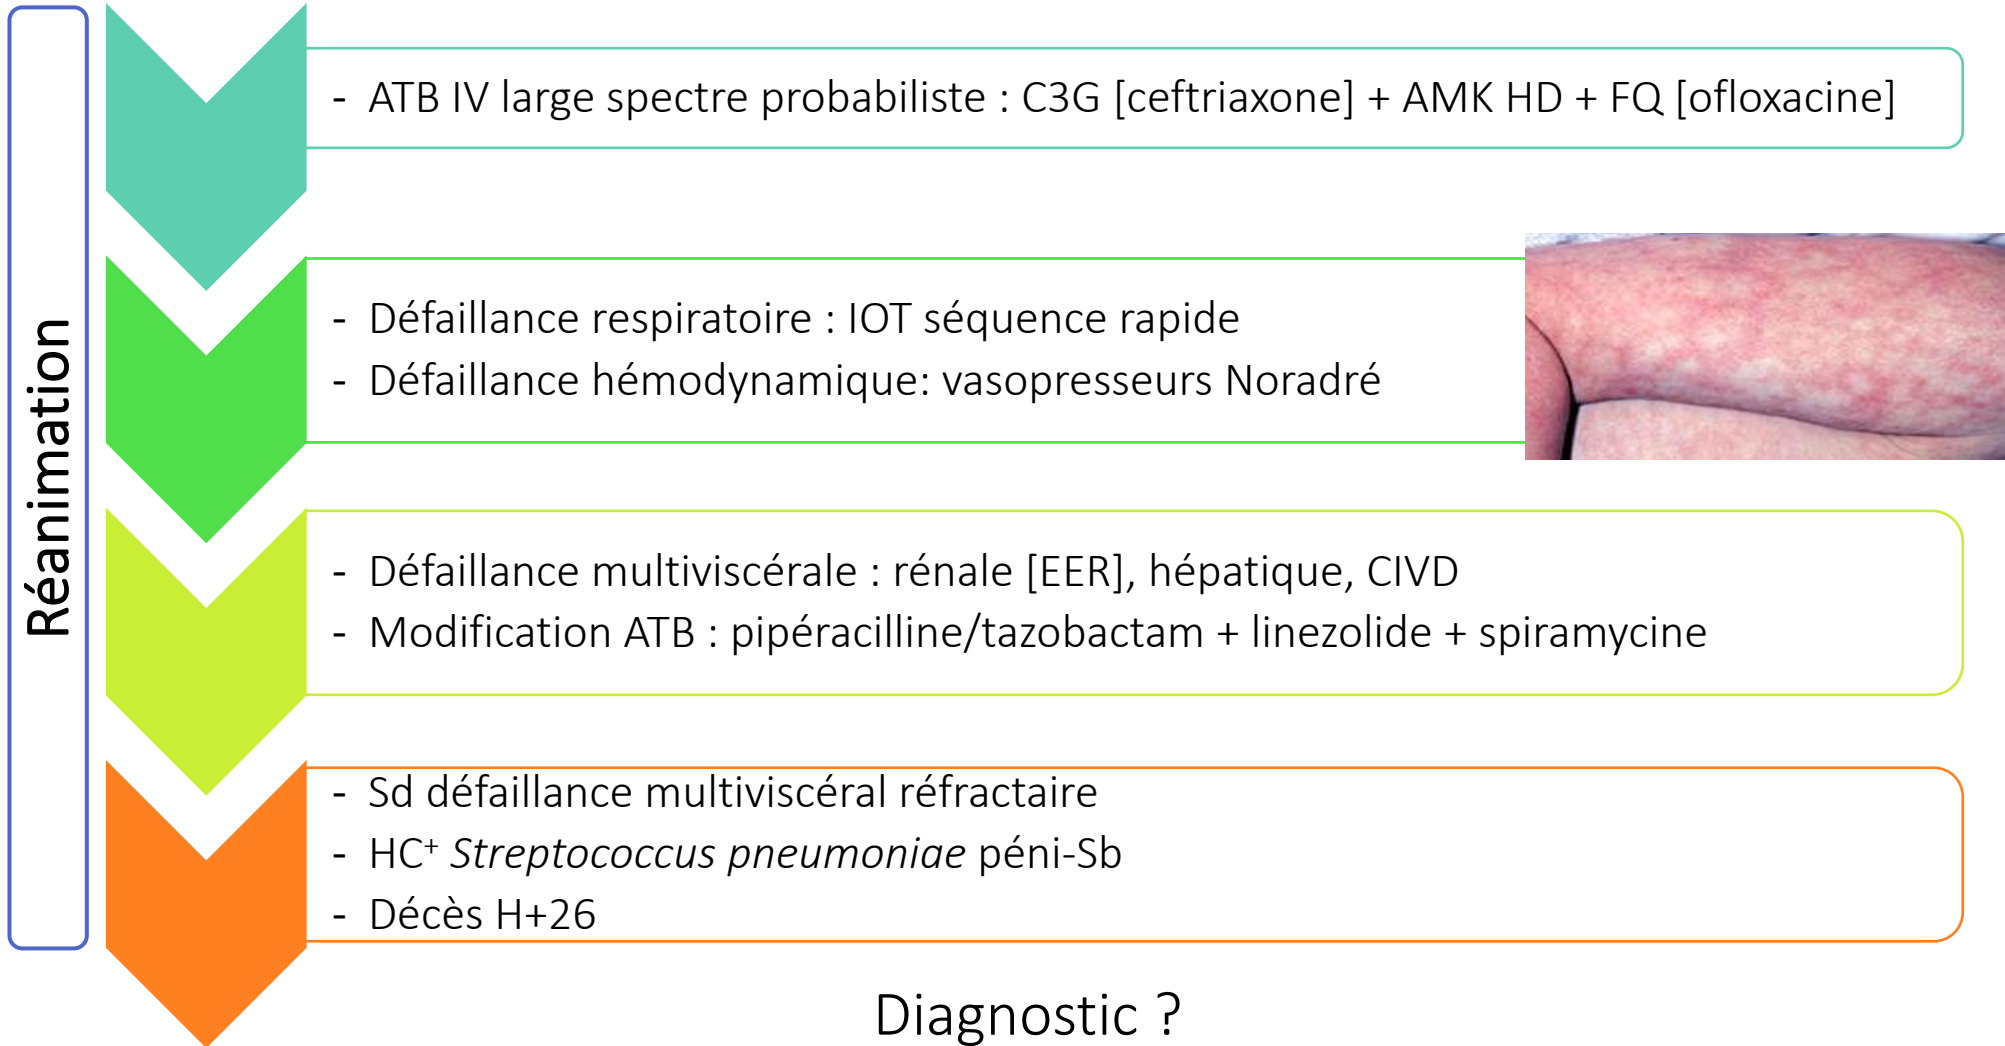 Réanimation
- ATB IV large spectre probabiliste : C3G [ceftriaxone] + AMK HD + FQ [ofloxacine]
- Défaillance respiratoire : IOT séquence rapide
- Défaillance hémodynamique: vasopresseurs Noradré
- Défaillance multiviscérale : rénale [EER], hépatique, CIVD
- Modification ATB : pipéracilline/tazobactam + linezolide + spiramycine
- Sd défaillance multiviscéral réfractaire
- HC⁺ Streptococcus pneumoniae péni-Sb
- Décès H+26
Diagnostic ?